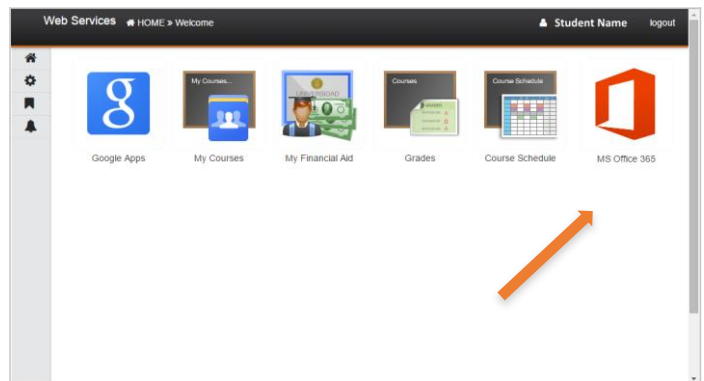 Web Services HOME » Welcome Student Name logout
My Courses...
UNIVERSIDAD
Courses
Course Schedule
Google Apps My Courses My Financial Aid Grades Course Schedule MS Office 365